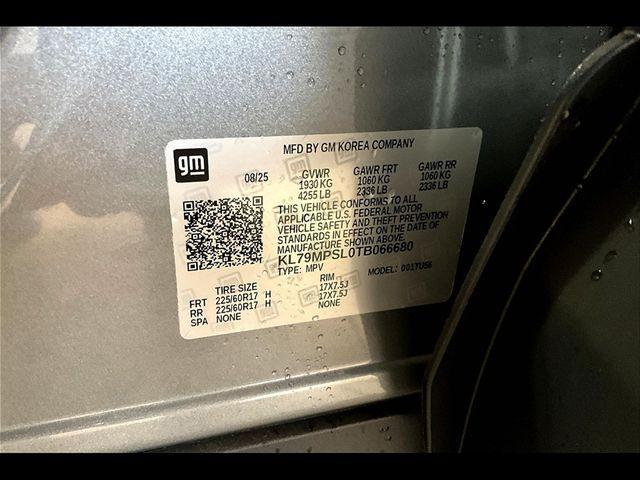 MFD BY GM KOREA COMPANY
gm
08/25 GVWR GAWR FRT GAWR RR
1930 KG 1060 KG 1060 KG
4255 LB 2336 LB 2336 LB
THIS VEHICLE CONFORMS TO ALL
APPLICABLE U.S. FEDERAL MOTOR
VEHICLE SAFETY AND THEFT PREVENTION
STANDARDS IN EFFECT ON THE DATE OF
MANUFACTURE SHOWN ABOVE.
KL79MPSL0TB066680
TYPE: MPV MODEL: 001TU56
TIRE SIZE RIM
FRT 225/60R17 H 17X7.5J
RR 225/60R17 H 17X7.5J
SPA NONE NONE